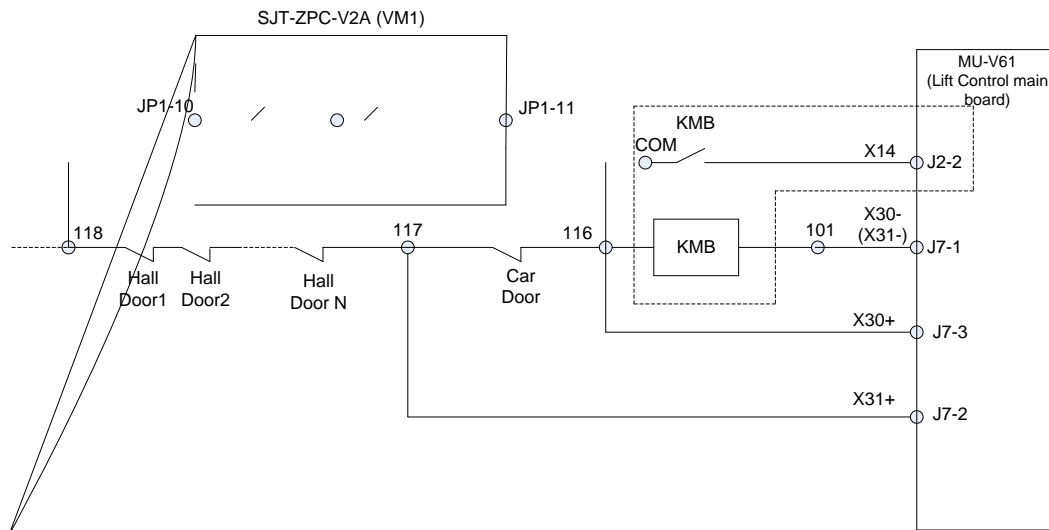 SJT-ZPC-V2A (VM1)
MU-V61
(Lift Control main
board)
JP1-10
JP1-11
KMB
COM
X14
J2-2
118
117
116
KMB
101
X30-
(X31-)
J7-1
Hall
Door1
Hall
Door2
Hall
Door N
Car
Door
X30+
J7-3
X31+
J7-2